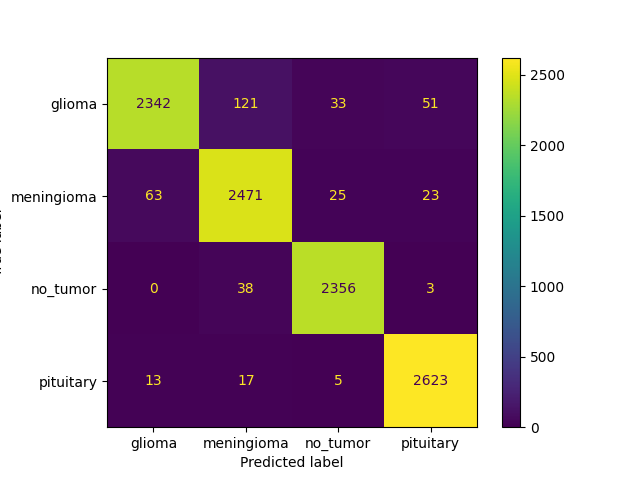 glioma 2342 121 33 51
meningioma 63 2471 25 23
no_tumor 0 38 2356 3
pituitary 13 17 5 2623
glioma meningioma no_tumor pituitary
Predicted label
2500
2000
1500
1000
500
0